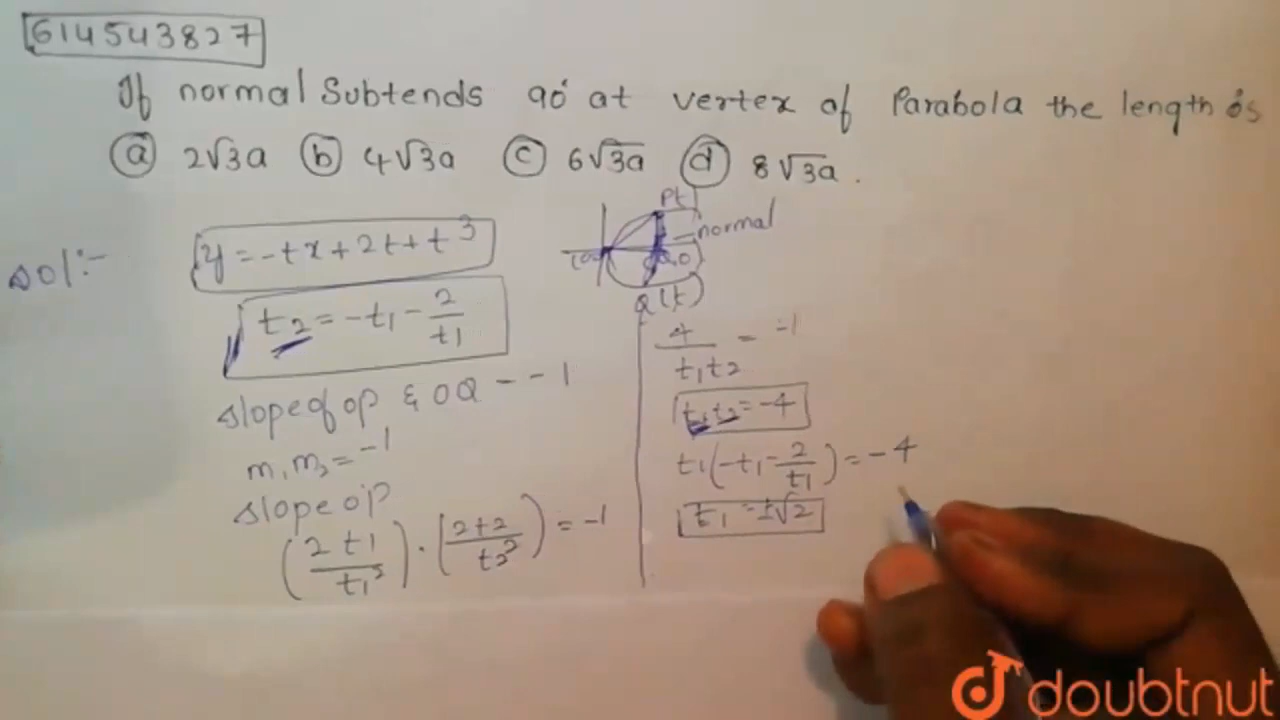 614543827
If normal Subtends 90° at vertex of Parabola the length is
(a) 2√3a (b) 4√3a (c) 6√3a (d) 8√3a.
Sol:-
y = -tx + 2t + t³
t₂ = -t₁ - 2/t₁
slope of op & OQ - - 1
m₁ m₂ = -1
slope op
(2t1/t₁²) · (2t2/t₂²) = -1
normal
Q(t)
4/t₁t₂ = -1
t₁t₂ = -4
t₁(-t₁ - 2/t₁) = -4
t₁ = ±√2
doubtnut